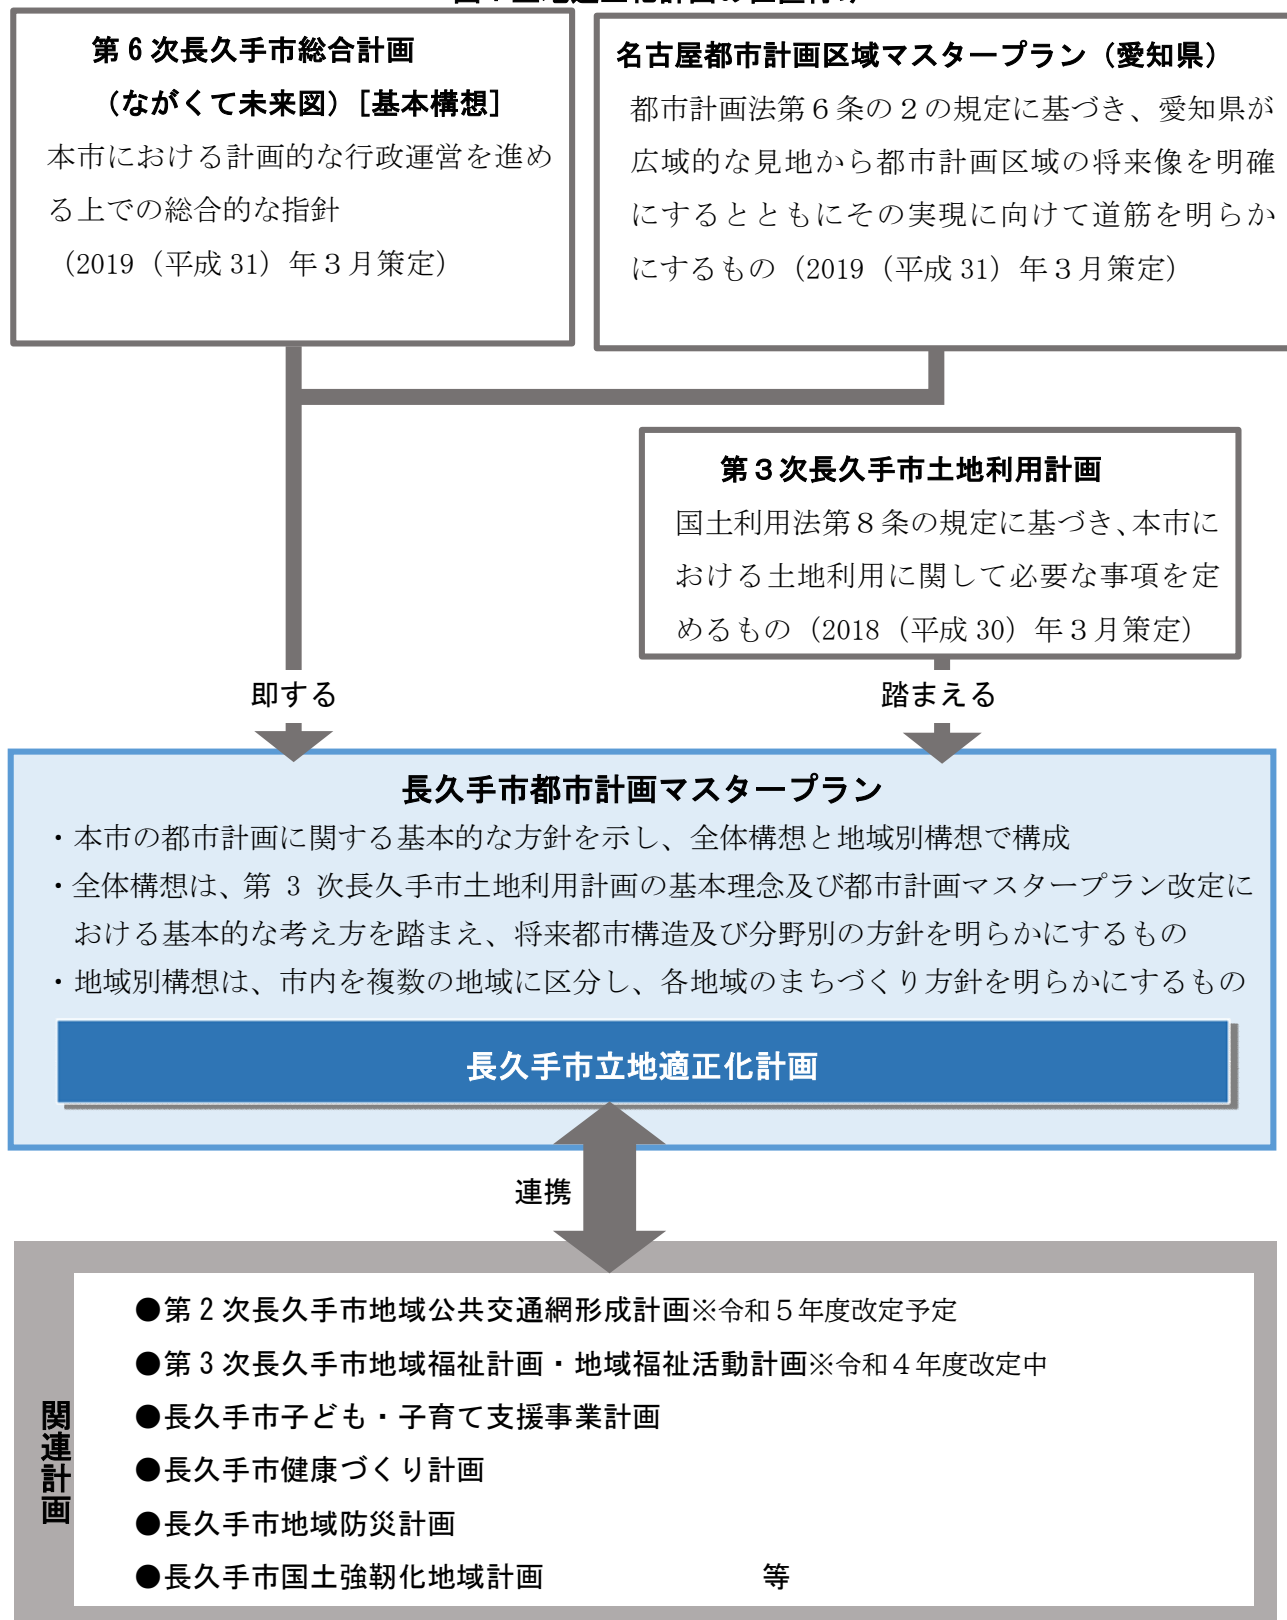 第6次長久手市総合計画
（ながくて未来図）[基本構想]
本市における計画的な行政運営を進め
る上での総合的な指針
（2019（平成 31）年３月策定）
名古屋都市計画区域マスタープラン（愛知県）
都市計画法第６条の２の規定に基づき、愛知県が
広域的な見地から都市計画区域の将来像を明確
にするとともにその実現に向けて道筋を明らか
にするもの（2019（平成 31）年３月策定）
第３次長久手市土地利用計画
国土利用法第８条の規定に基づき、本市に
おける土地利用に関して必要な事項を定
めるもの（2018（平成 30）年３月策定）
即する
踏まえる
長久手市都市計画マスタープラン
・本市の都市計画に関する基本的な方針を示し、全体構想と地域別構想で構成
・全体構想は、第 3 次長久手市土地利用計画の基本理念及び都市計画マスタープラン改定に
おける基本的な考え方を踏まえ、将来都市構造及び分野別の方針を明らかにするもの
・地域別構想は、市内を複数の地域に区分し、各地域のまちづくり方針を明らかにするもの
長久手市立地適正化計画
連携
関連計画
●第2次長久手市地域公共交通網形成計画※令和５年度改定予定
●第3次長久手市地域福祉計画・地域福祉活動計画※令和４年度改定中
●長久手市子ども・子育て支援事業計画
●長久手市健康づくり計画
●長久手市地域防災計画
●長久手市国土強靭化地域計画 等